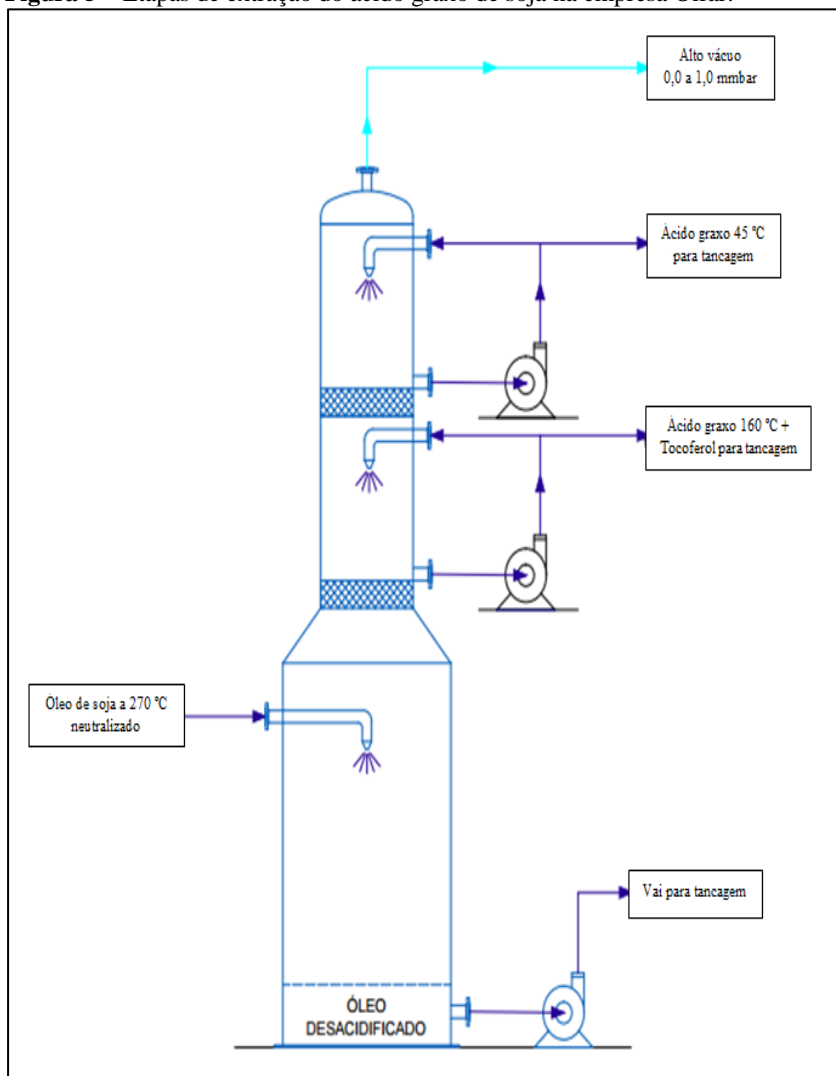 Alto vácuo
0,0 a 1,0 mmbar
Ácido graxo 45 °C
para tancagem
Ácido graxo 160 °C +
Tocoferol para tancagem
Óleo de soja a 270 °C
neutralizado
Vai para tancagem
ÓLEO
DESACIDIFICADO